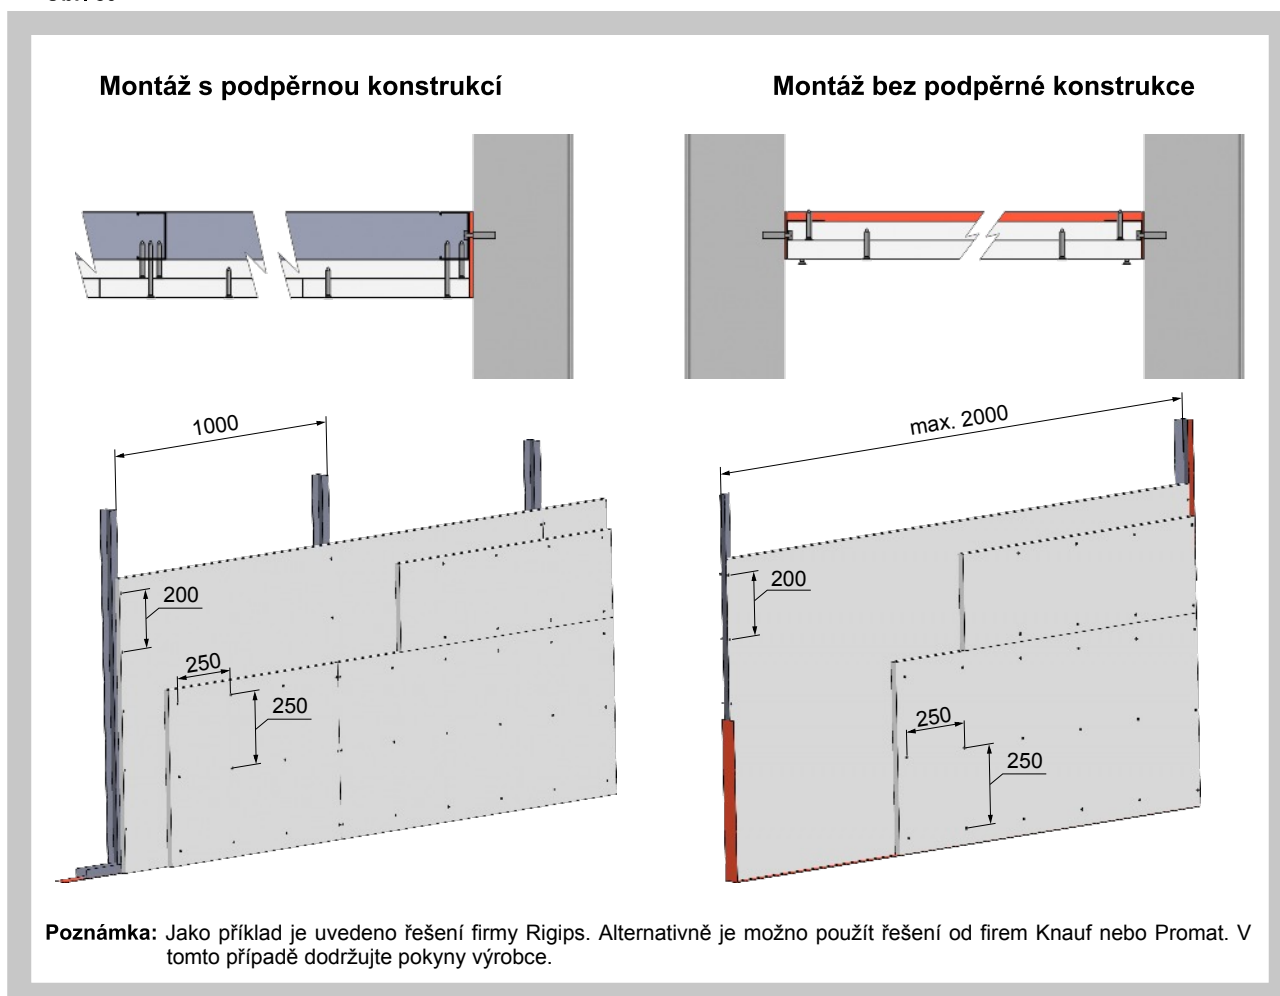 Montáž s podpěrnou konstrukcí
Montáž bez podpěrné konstrukce
1000
200
250
250
max. 2000
200
250
250
Poznámka: Jako příklad je uvedeno řešení firmy Rigips. Alternativně je možno použít řešení od firem Knauf nebo Promat. V
tomto případě dodržujte pokyny výrobce.